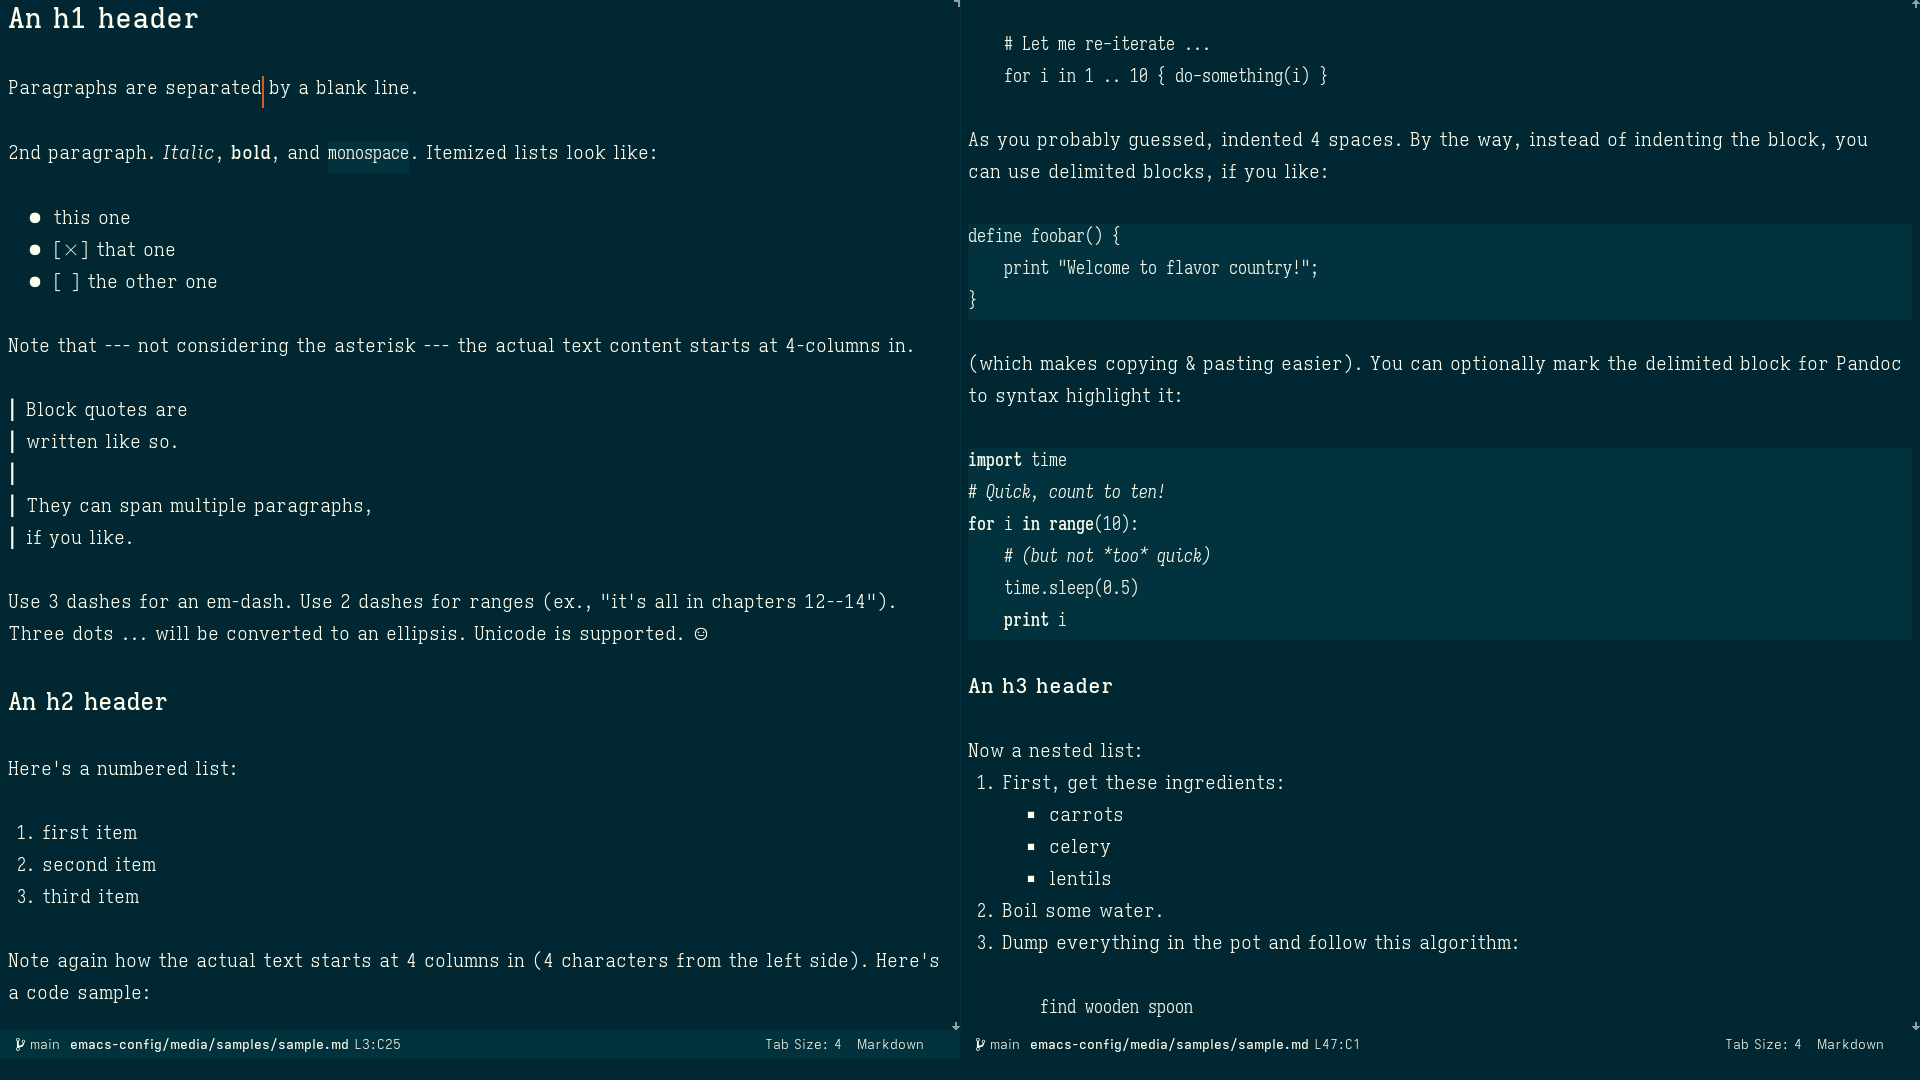 An h1 header
Paragraphs are separated by a blank line.
2nd paragraph. Italic, bold, and monospace. Itemized lists look like:
● this one
● [×] that one
● [ ] the other one
Note that --- not considering the asterisk --- the actual text content starts at 4-columns in.
| Block quotes are
| written like so.
|
| They can span multiple paragraphs,
| if you like.
Use 3 dashes for an em-dash. Use 2 dashes for ranges (ex., "it's all in chapters 12--14").
Three dots ... will be converted to an ellipsis. Unicode is supported. ☺
An h2 header
Here's a numbered list:
1. first item
2. second item
3. third item
Note again how the actual text starts at 4 columns in (4 characters from the left side). Here's
a code sample:
main emacs-config/media/samples/sample.md L3:C25 Tab Size: 4 Markdown
# Let me re-iterate ...
for i in 1 .. 10 { do-something(i) }
As you probably guessed, indented 4 spaces. By the way, instead of indenting the block, you
can use delimited blocks, if you like:
define foobar() {
    print "Welcome to flavor country!";
}
(which makes copying & pasting easier). You can optionally mark the delimited block for Pandoc
to syntax highlight it:
import time
# Quick, count to ten!
for i in range(10):
    # (but not *too* quick)
    time.sleep(0.5)
    print i
An h3 header
Now a nested list:
1. First, get these ingredients:
▪ carrots
▪ celery
▪ lentils
2. Boil some water.
3. Dump everything in the pot and follow this algorithm:
find wooden spoon
main emacs-config/media/samples/sample.md L47:C1 Tab Size: 4 Markdown